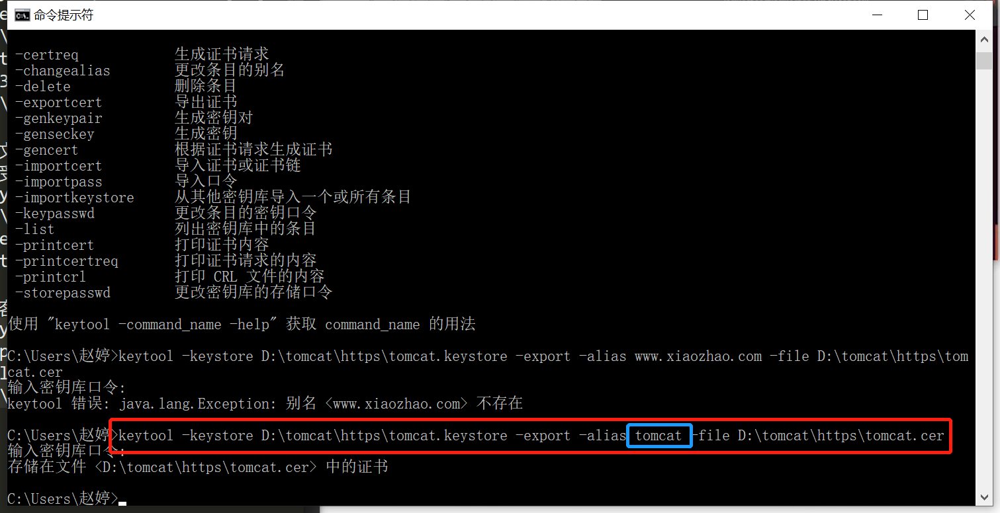 命令提示符
-certreq 生成证书请求
-changealias 更改条目的别名
-delete 删除条目
-exportcert 导出证书
-genkeypair 生成密钥对
-genseckey 生成密钥
-gencert 根据证书请求生成证书
-importcert 导入证书或证书链
-importpass 导入口令
-importkeystore 从其他密钥库导入一个或所有条目
-keypasswd 更改条目的密钥口令
-list 列出密钥库中的条目
-printcert 打印证书内容
-printcertreq 打印证书请求的内容
-printcrl 打印 CRL 文件的内容
-storepasswd 更改密钥库的存储口令
使用 "keytool -command_name -help" 获取 command_name 的用法
C:\Users\赵婷>keytool -keystore D:\tomcat\https\tomcat.keystore -export -alias www.xiaozhao.com -file D:\tomcat\https\tom
cat.cer
输入密钥库口令:
keytool 错误: java.lang.Exception: 别名 <www.xiaozhao.com> 不存在
C:\Users\赵婷>keytool -keystore D:\tomcat\https\tomcat.keystore -export -alias tomcat -file D:\tomcat\https\tomcat.cer
输入密钥库口令:
存储在文件 <D:\tomcat\https\tomcat.cer> 中的证书
C:\Users\赵婷>